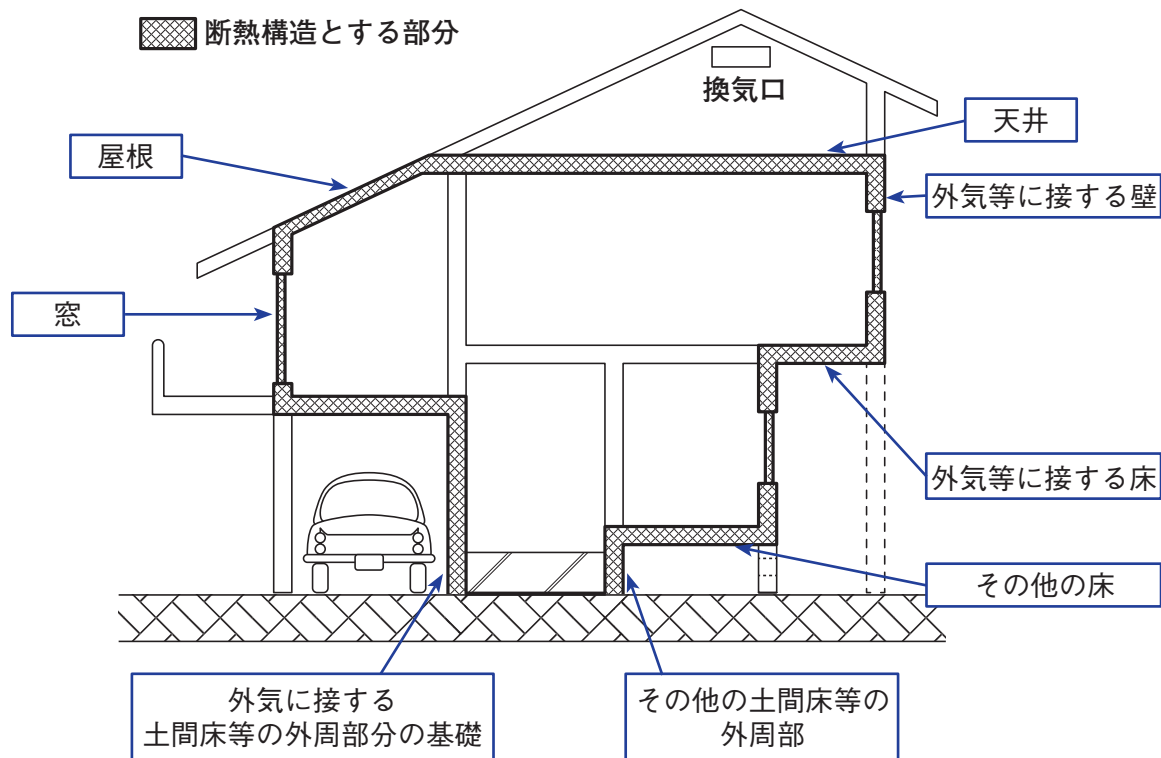 断熱構造とする部分
換気口
天井
屋根
外気等に接する壁
窓
外気等に接する床
その他の床
外気に接する
土間床等の外周部分の基礎
その他の土間床等の
外周部